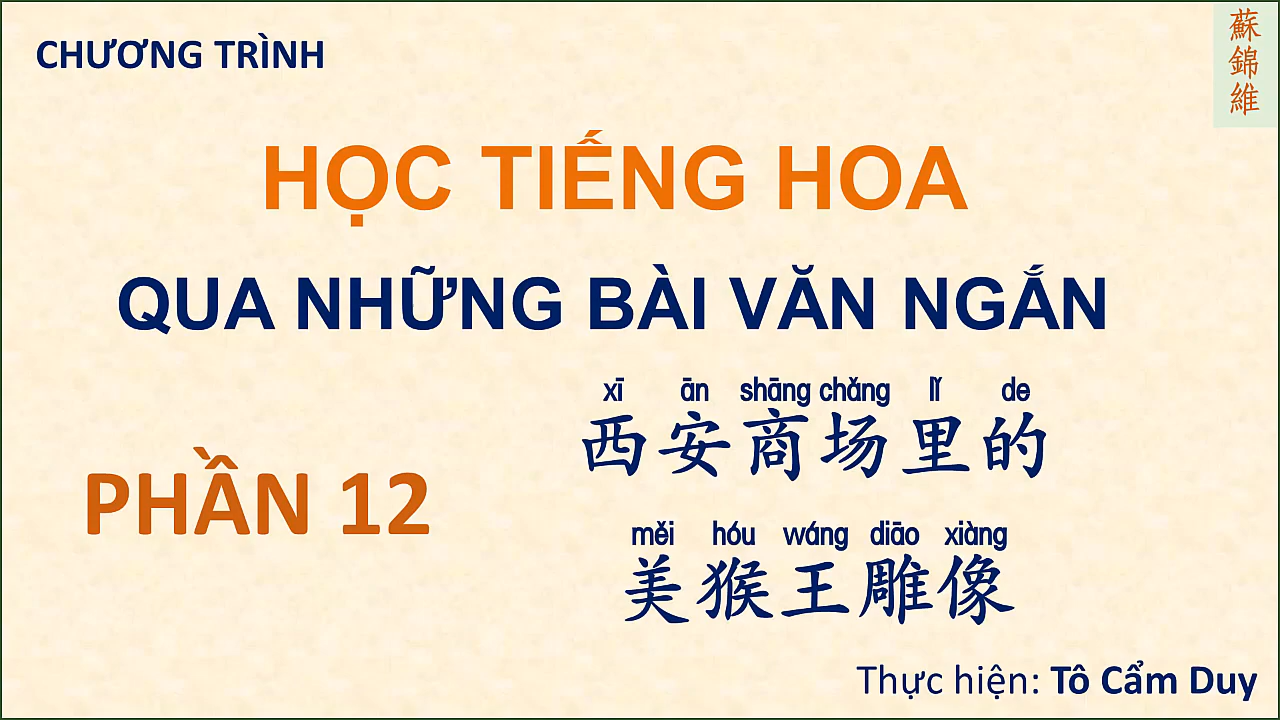 CHƯƠNG TRÌNH
蘇錦維
HỌC TIẾNG HOA
QUA NHỮNG BÀI VĂN NGẮN
xī ān shāng chǎng lǐ de
西安商场里的
PHẦN 12
měi hóu wáng diāo xiàng
美猴王雕像
Thực hiện: Tô Cẩm Duy